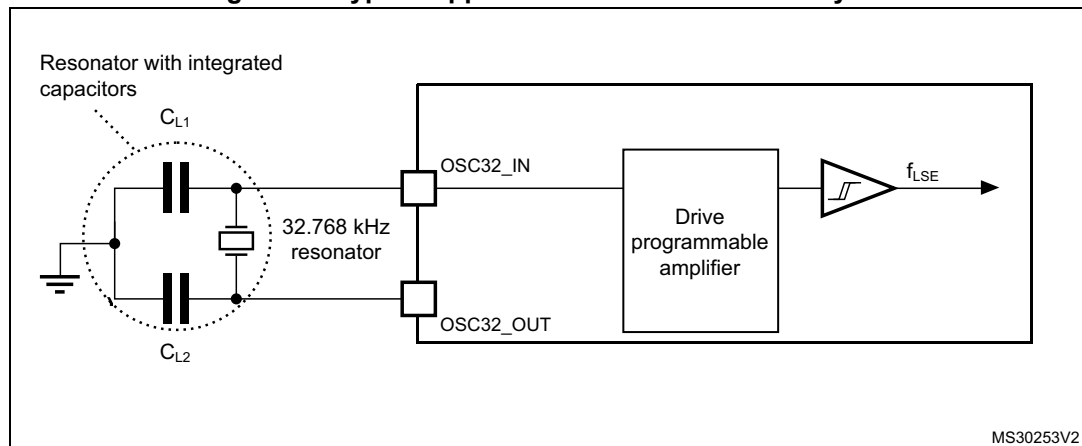 Resonator with integrated
capacitors
CL1
OSC32_IN
fLSE
32.768 kHz
resonator
Drive
programmable
amplifier
OSC32_OUT
CL2
MS30253V2